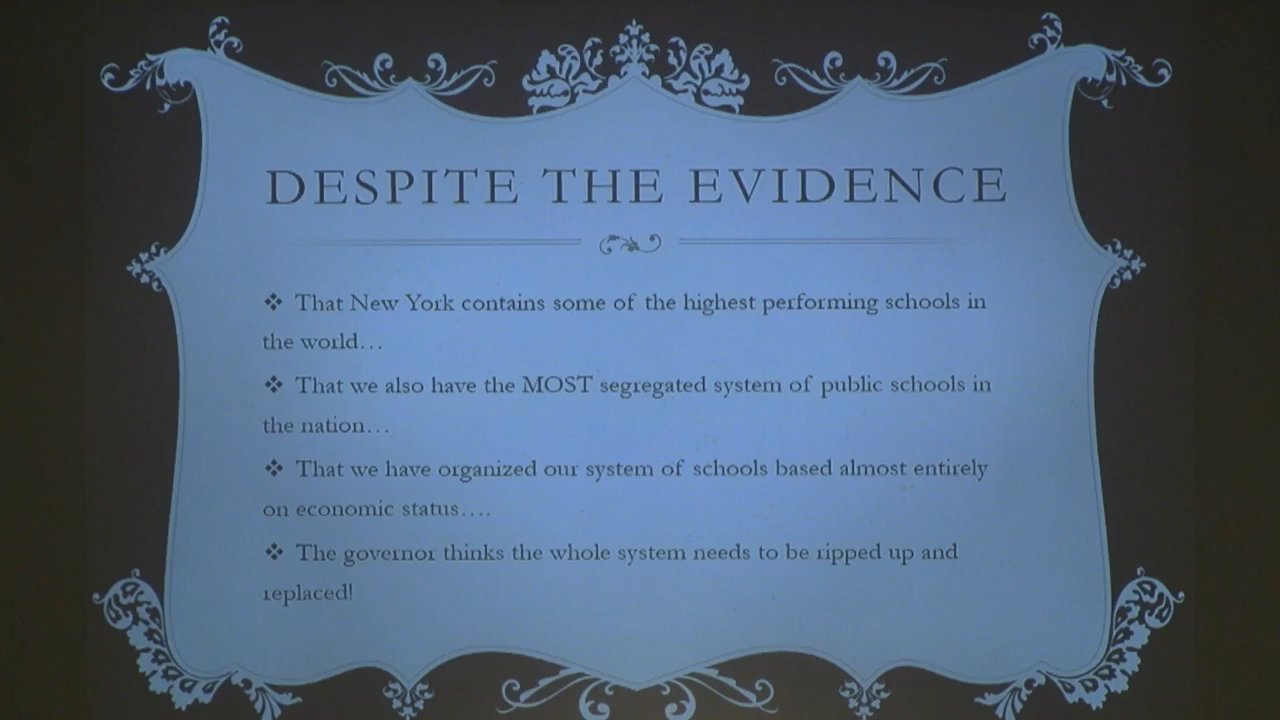 DESPITE THE EVIDENCE
❖ That New York contains some of the highest performing schools in
the world…
❖ That we also have the MOST segregated system of public schools in
the nation…
❖ That we have organized our system of schools based almost entirely
on economic status….
❖ The governor thinks the whole system needs to be ripped up and
replaced!